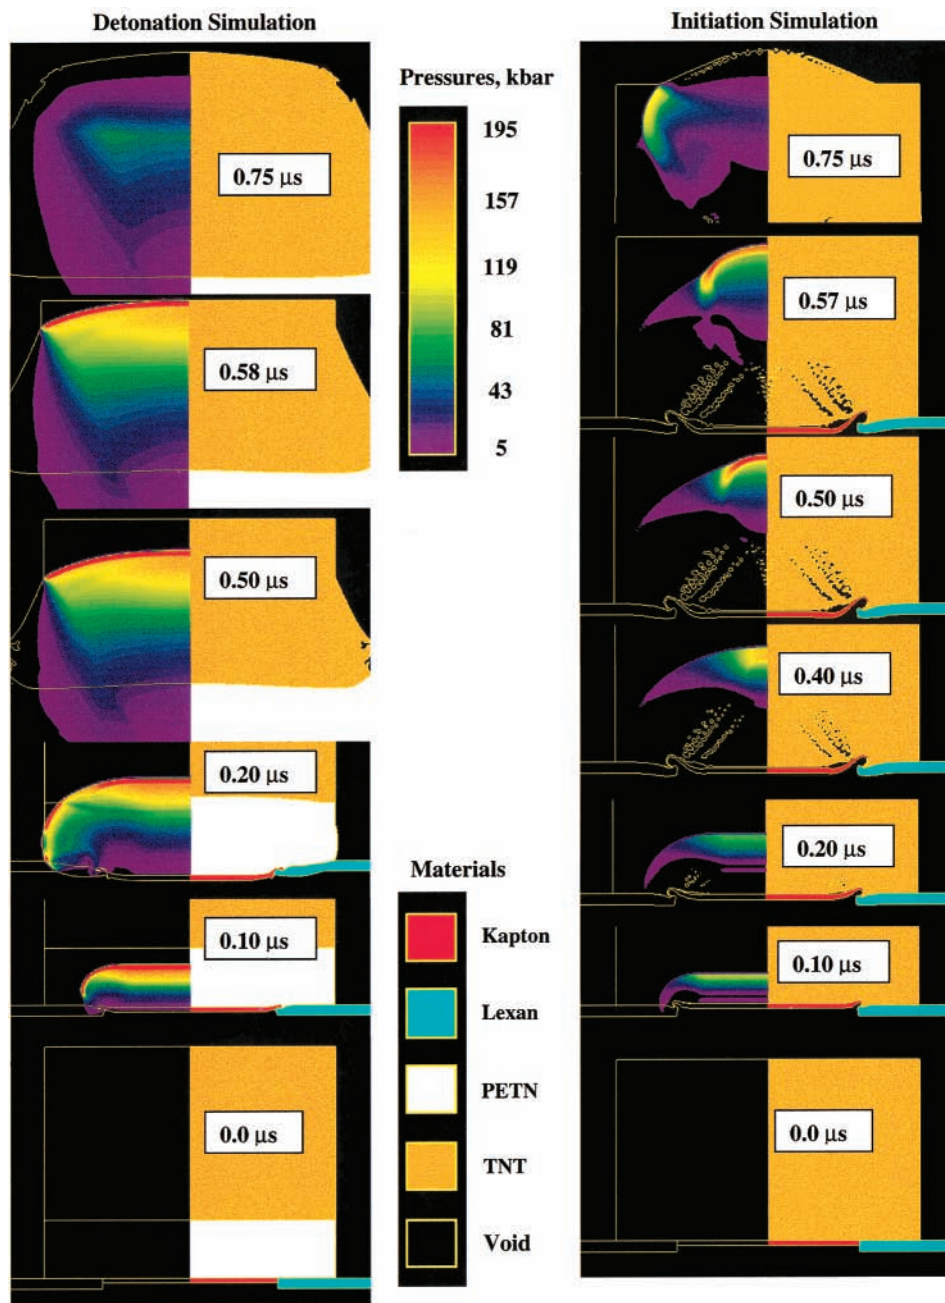 Detonation Simulation
0.75 µs
0.58 µs
0.50 µs
0.20 µs
0.10 µs
0.0 µs
Pressures, kbar
195
157
119
81
43
5
Materials
Kapton
Lexan
PETN
TNT
Void
Initiation Simulation
0.75 µs
0.57 µs
0.50 µs
0.40 µs
0.20 µs
0.10 µs
0.0 µs